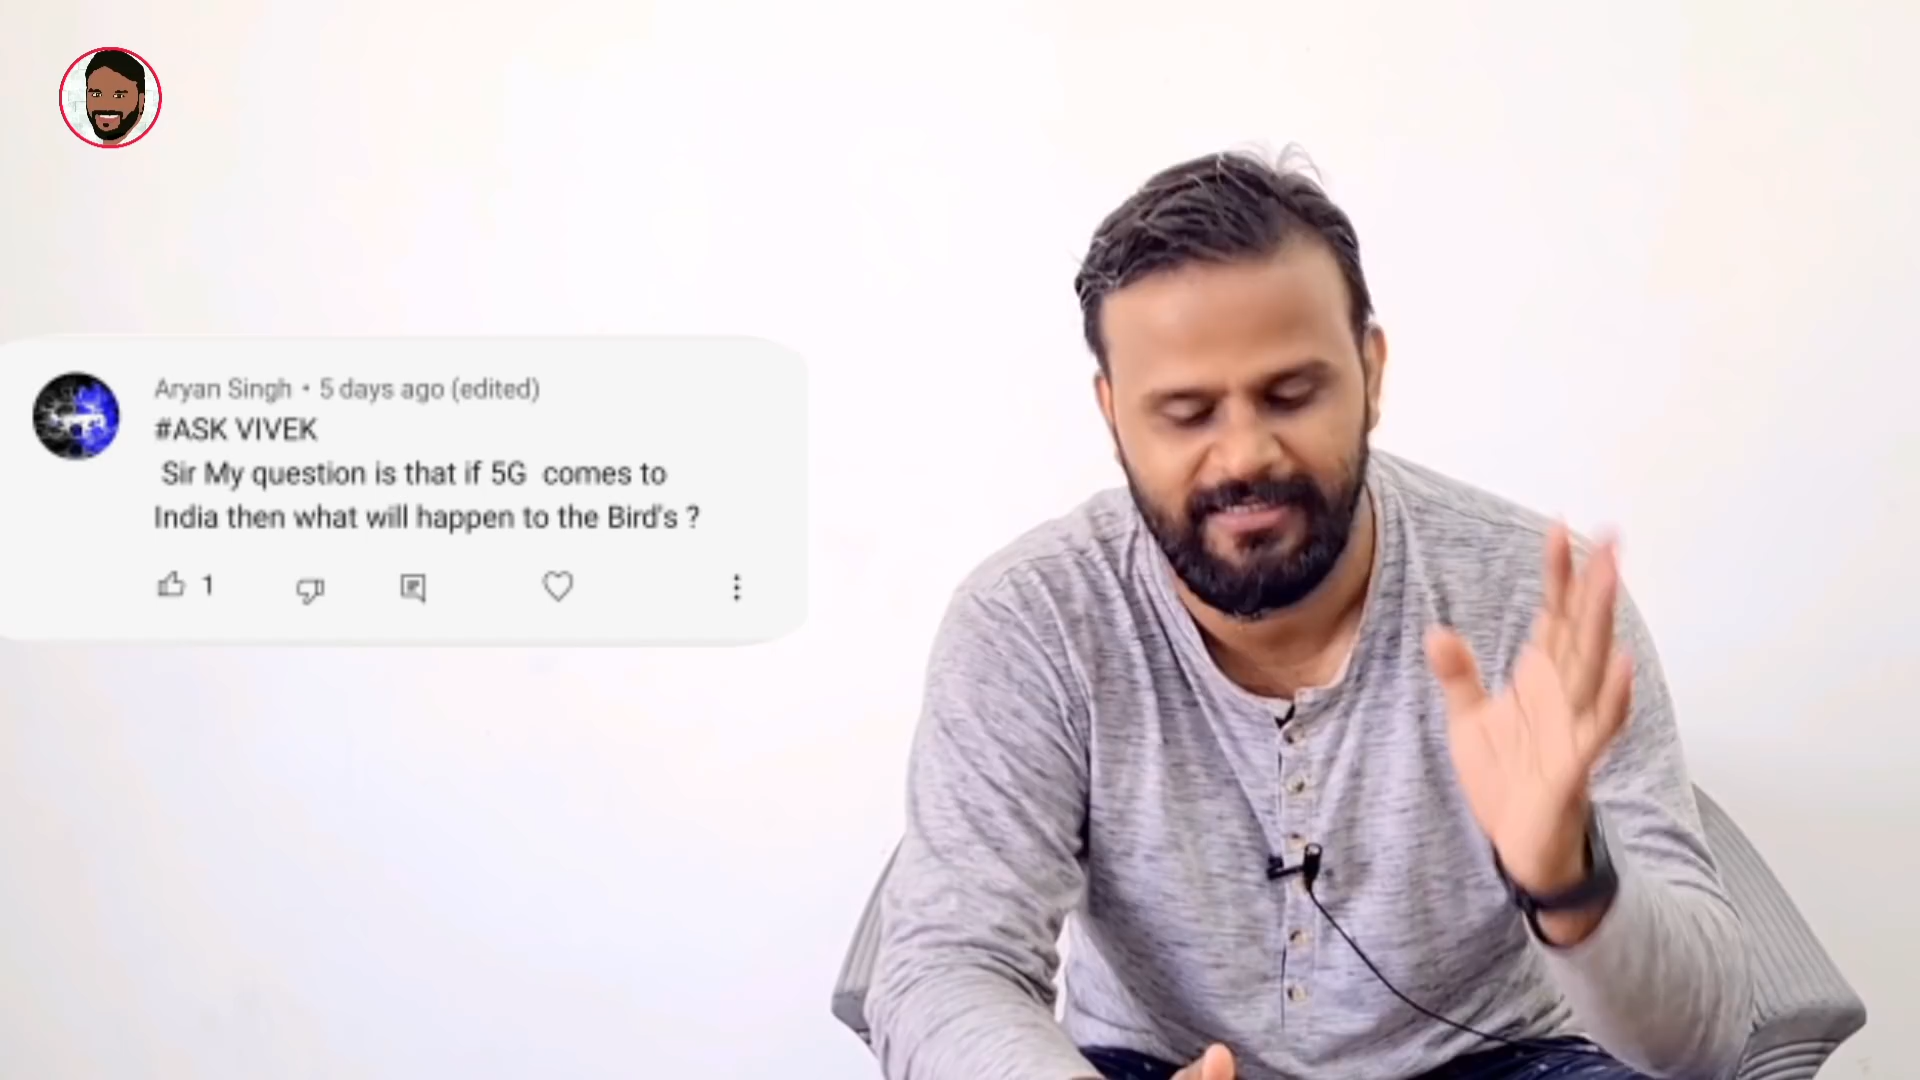 Aryan Singh • 5 days ago (edited)
#ASK VIVEK
Sir My question is that if 5G comes to
India then what will happen to the Bird's ?
1